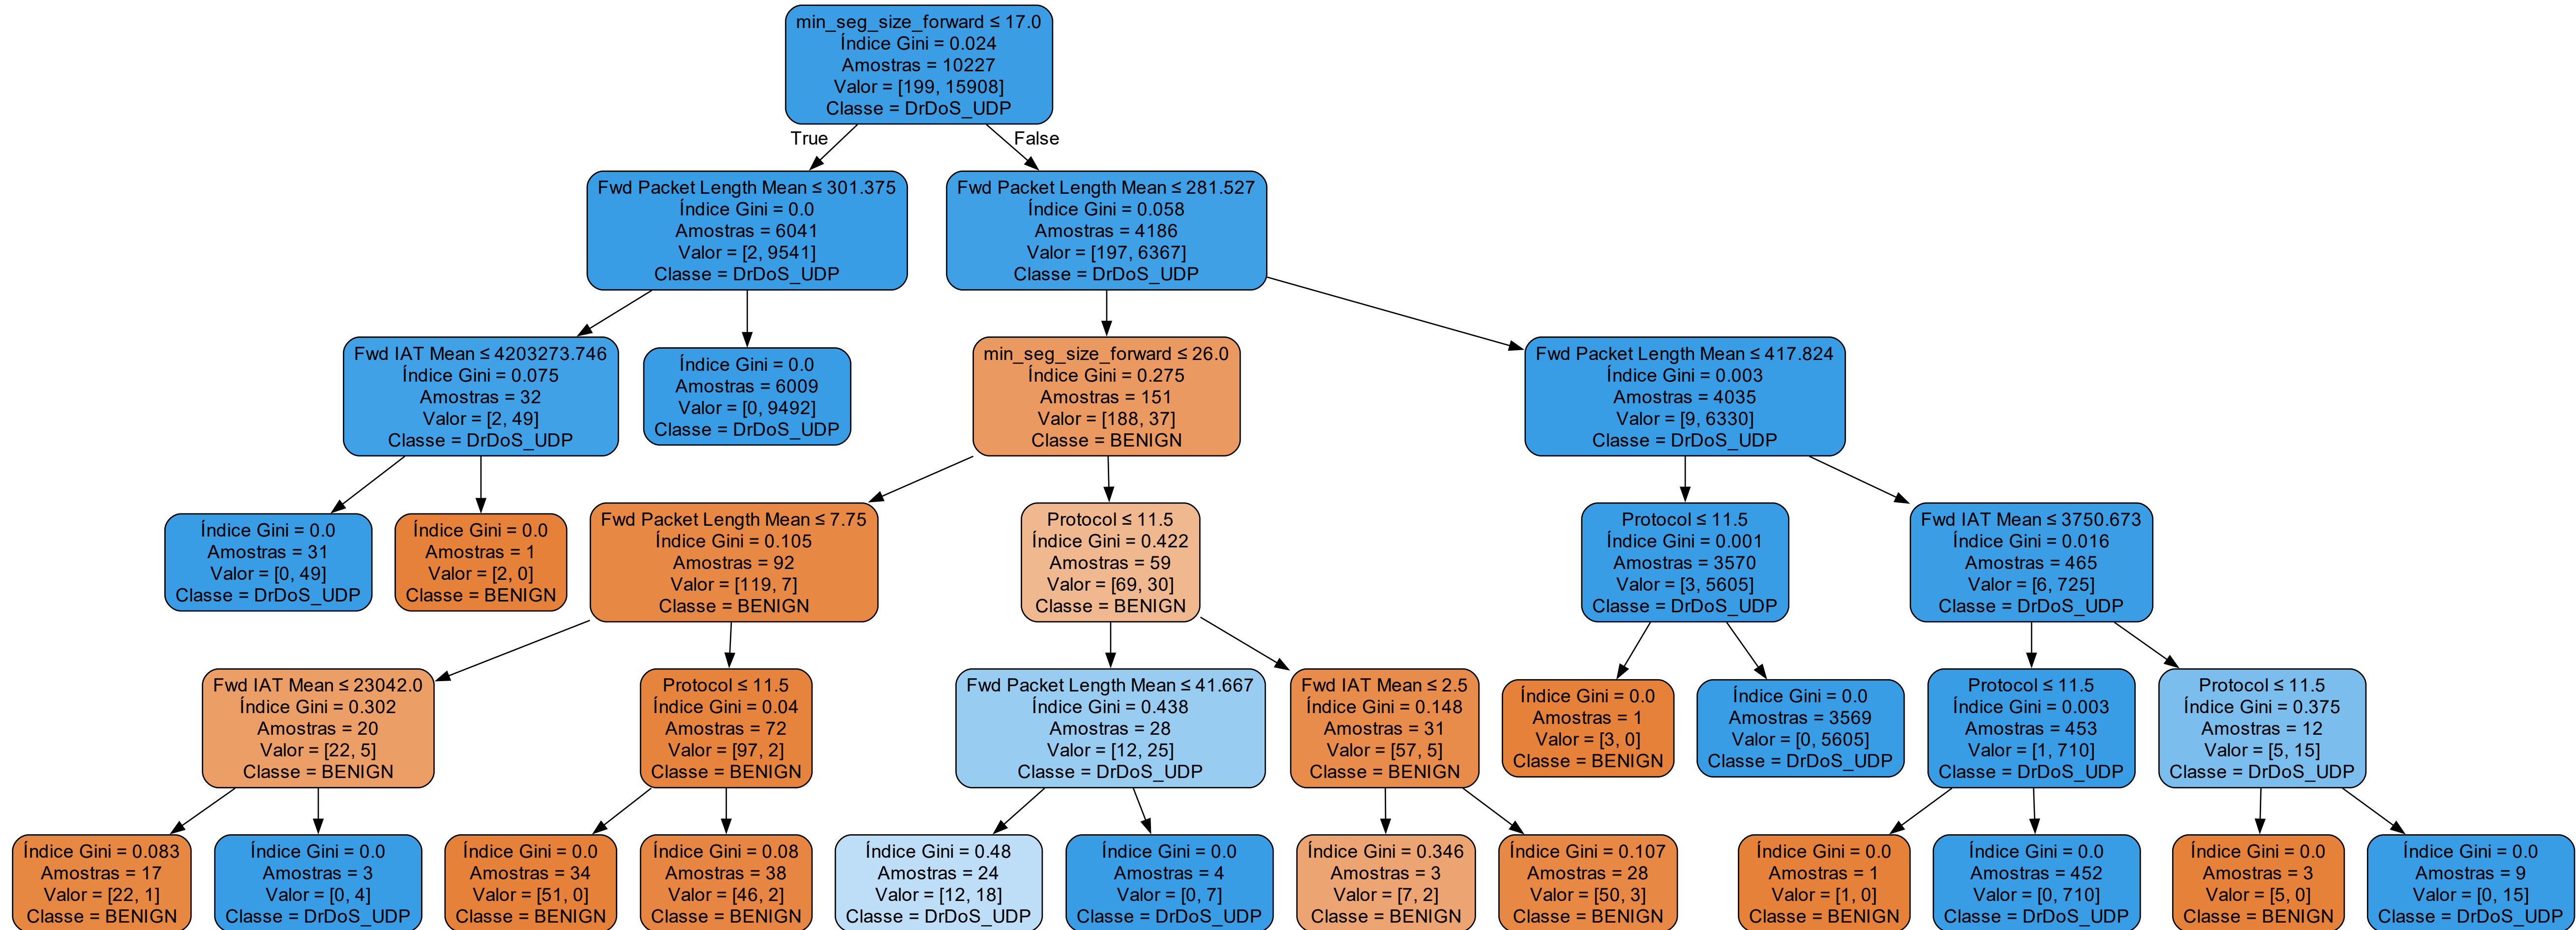 min_seg_size_forward ≤ 17.0
Índice Gini = 0.024
Amostras = 10227
Valor = [199, 15908]
Classe = DrDoS_UDP
True
False
Fwd Packet Length Mean ≤ 301.375
Índice Gini = 0.0
Amostras = 6041
Valor = [2, 9541]
Classe = DrDoS_UDP
Fwd Packet Length Mean ≤ 281.527
Índice Gini = 0.058
Amostras = 4186
Valor = [197, 6367]
Classe = DrDoS_UDP
Fwd IAT Mean ≤ 4203273.746
Índice Gini = 0.075
Amostras = 32
Valor = [2, 49]
Classe = DrDoS_UDP
Índice Gini = 0.0
Amostras = 6009
Valor = [0, 9492]
Classe = DrDoS_UDP
min_seg_size_forward ≤ 26.0
Índice Gini = 0.275
Amostras = 151
Valor = [188, 37]
Classe = BENIGN
Fwd Packet Length Mean ≤ 417.824
Índice Gini = 0.003
Amostras = 4035
Valor = [9, 6330]
Classe = DrDoS_UDP
Índice Gini = 0.0
Amostras = 31
Valor = [0, 49]
Classe = DrDoS_UDP
Índice Gini = 0.0
Amostras = 1
Valor = [2, 0]
Classe = BENIGN
Fwd Packet Length Mean ≤ 7.75
Índice Gini = 0.105
Amostras = 92
Valor = [119, 7]
Classe = BENIGN
Protocol ≤ 11.5
Índice Gini = 0.422
Amostras = 59
Valor = [69, 30]
Classe = BENIGN
Protocol ≤ 11.5
Índice Gini = 0.001
Amostras = 3570
Valor = [3, 5605]
Classe = DrDoS_UDP
Fwd IAT Mean ≤ 3750.673
Índice Gini = 0.016
Amostras = 465
Valor = [6, 725]
Classe = DrDoS_UDP
Fwd IAT Mean ≤ 23042.0
Índice Gini = 0.302
Amostras = 20
Valor = [22, 5]
Classe = BENIGN
Protocol ≤ 11.5
Índice Gini = 0.04
Amostras = 72
Valor = [97, 2]
Classe = BENIGN
Fwd Packet Length Mean ≤ 41.667
Índice Gini = 0.438
Amostras = 28
Valor = [12, 25]
Classe = DrDoS_UDP
Fwd IAT Mean ≤ 2.5
Índice Gini = 0.148
Amostras = 31
Valor = [57, 5]
Classe = BENIGN
Índice Gini = 0.0
Amostras = 1
Valor = [3, 0]
Classe = BENIGN
Índice Gini = 0.0
Amostras = 3569
Valor = [0, 5605]
Classe = DrDoS_UDP
Protocol ≤ 11.5
Índice Gini = 0.003
Amostras = 453
Valor = [1, 710]
Classe = DrDoS_UDP
Protocol ≤ 11.5
Índice Gini = 0.375
Amostras = 12
Valor = [5, 15]
Classe = DrDoS_UDP
Índice Gini = 0.083
Amostras = 17
Valor = [22, 1]
Classe = BENIGN
Índice Gini = 0.0
Amostras = 3
Valor = [0, 4]
Classe = DrDoS_UDP
Índice Gini = 0.0
Amostras = 34
Valor = [51, 0]
Classe = BENIGN
Índice Gini = 0.08
Amostras = 38
Valor = [46, 2]
Classe = BENIGN
Índice Gini = 0.48
Amostras = 24
Valor = [12, 18]
Classe = DrDoS_UDP
Índice Gini = 0.0
Amostras = 4
Valor = [0, 7]
Classe = DrDoS_UDP
Índice Gini = 0.346
Amostras = 3
Valor = [7, 2]
Classe = BENIGN
Índice Gini = 0.107
Amostras = 28
Valor = [50, 3]
Classe = BENIGN
Índice Gini = 0.0
Amostras = 1
Valor = [1, 0]
Classe = BENIGN
Índice Gini = 0.0
Amostras = 452
Valor = [0, 710]
Classe = DrDoS_UDP
Índice Gini = 0.0
Amostras = 3
Valor = [5, 0]
Classe = BENIGN
Índice Gini = 0.0
Amostras = 9
Valor = [0, 15]
Classe = DrDoS_UDP